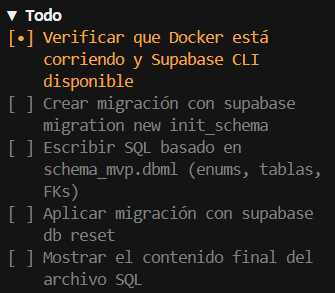 ▼ Todo
[•] Verificar que Docker está
corriendo y Supabase CLI
disponible
[ ] Crear migración con supabase
migration new init_schema
[ ] Escribir SQL basado en
schema_mvp.dbml (enums, tablas,
FKs)
[ ] Aplicar migración con supabase
db reset
[ ] Mostrar el contenido final del
archivo SQL